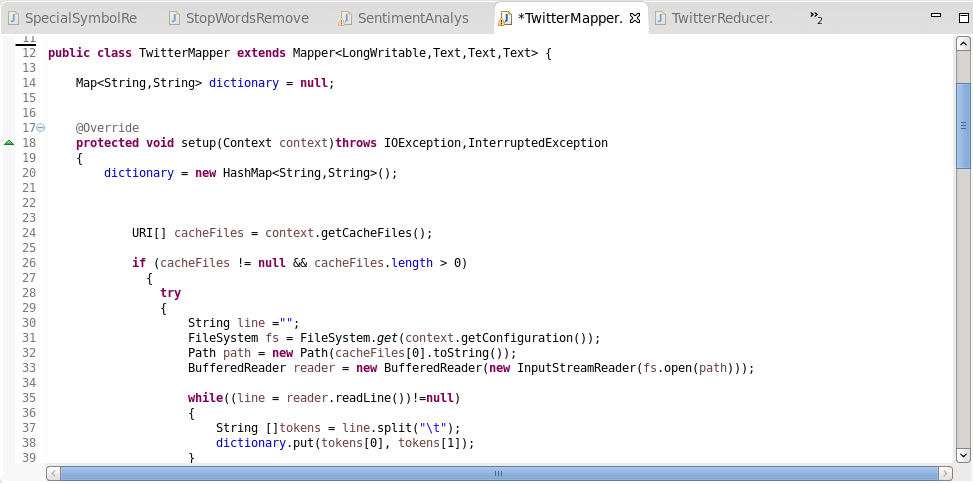 SpecialSymbolRe StopWordsRemove SentimentAnalys *TwitterMapper. TwitterReducer. »2
11
12 public class TwitterMapper extends Mapper<LongWritable,Text,Text,Text> {
13
14 Map<String,String> dictionary = null;
15
16
17 @Override
18 protected void setup(Context context)throws IOException,InterruptedException
19 {
20 dictionary = new HashMap<String,String>();
21
22
23
24 URI[] cacheFiles = context.getCacheFiles();
25
26 if (cacheFiles != null && cacheFiles.length > 0)
27 {
28 try
29 {
30 String line ="";
31 FileSystem fs = FileSystem.get(context.getConfiguration());
32 Path path = new Path(cacheFiles[0].toString());
33 BufferedReader reader = new BufferedReader(new InputStreamReader(fs.open(path)));
34
35 while((line = reader.readLine())!=null)
36 {
37 String []tokens = line.split("\t");
38 dictionary.put(tokens[0], tokens[1]);
39 }